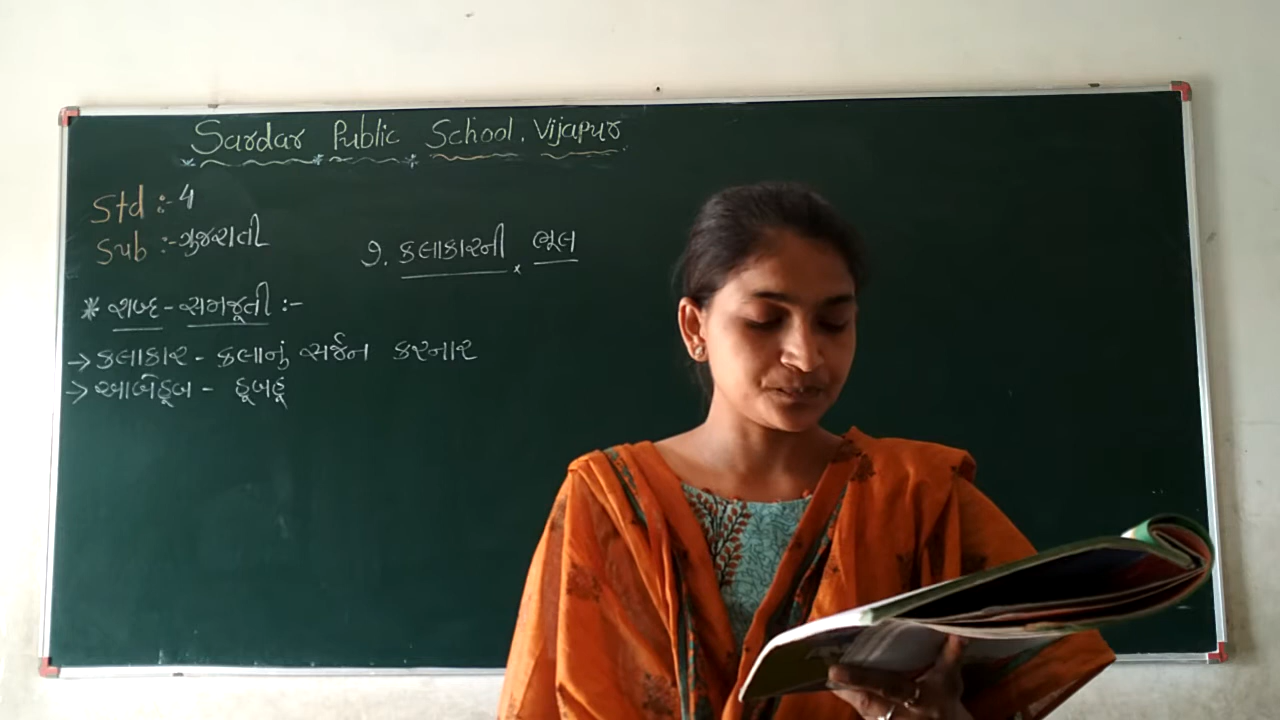 Sardar Public School, Vijapur
Std :- 4
Sub :- ગુજરાતી
૭. કલાકારની ભૂલ
* શબ્દ - સમજૂતી :-
→ કલાકાર - કલાનું સર્જન કરનાર
→ આબેહૂબ - હૂબહૂ